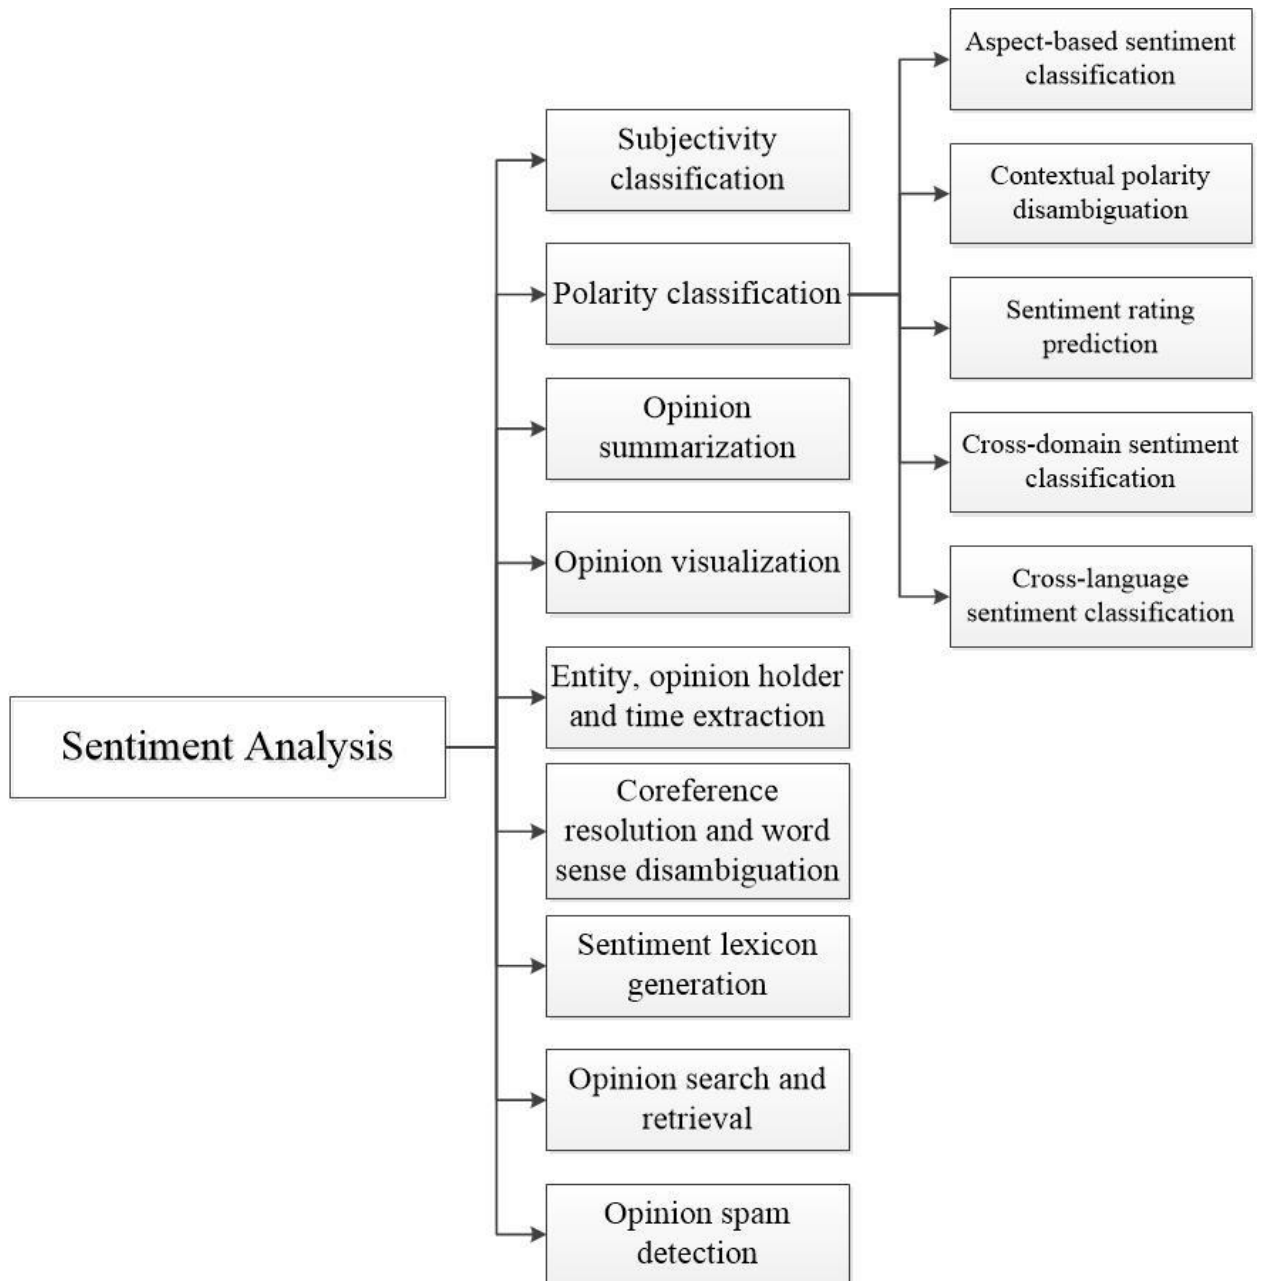 Sentiment Analysis
Subjectivity
classification
Polarity classification
Opinion
summarization
Opinion visualization
Entity, opinion holder
and time extraction
Coreference
resolution and word
sense disambiguation
Sentiment lexicon
generation
Opinion search and
retrieval
Opinion spam
detection
Aspect-based sentiment
classification
Contextual polarity
disambiguation
Sentiment rating
prediction
Cross-domain sentiment
classification
Cross-language
sentiment classification